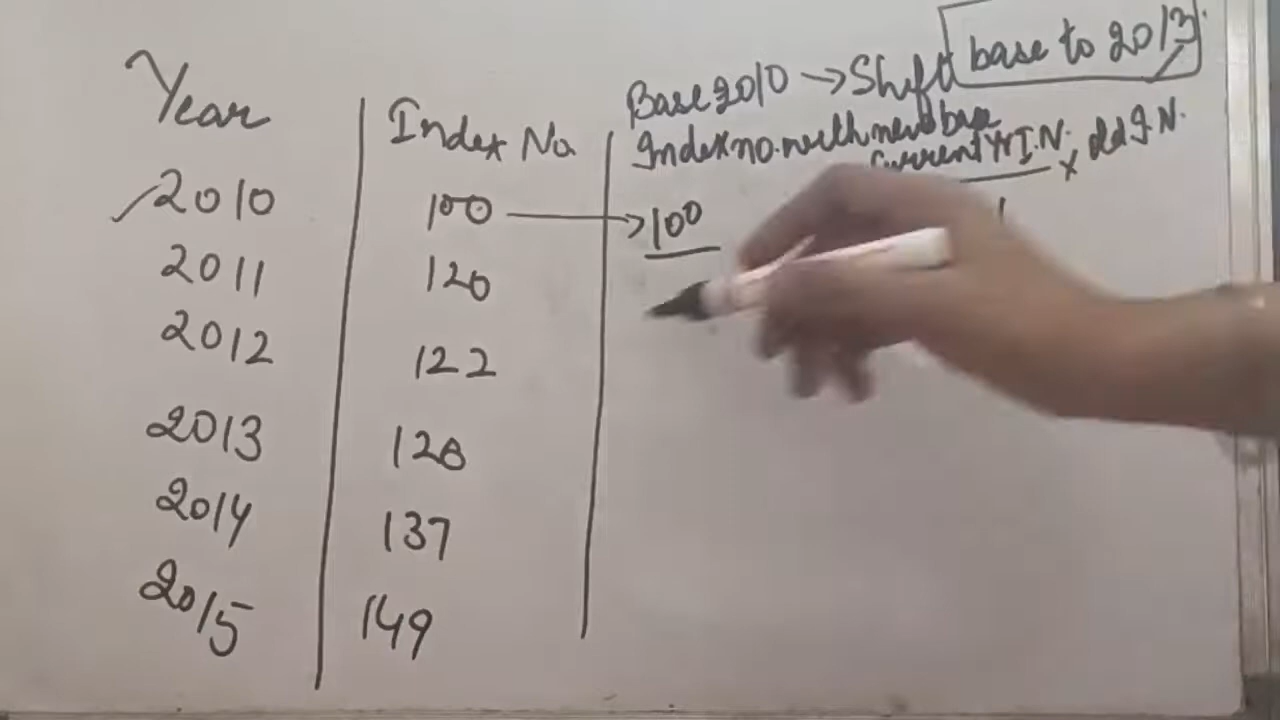 Base 2010 → Shift base to 2013
Year | Index No. | Index no. with new base
Current Yr I.N. x old I.N.
2010 | 100 → 100
2011 | 120
2012 | 122
2013
2014 | 137
2015 | 149